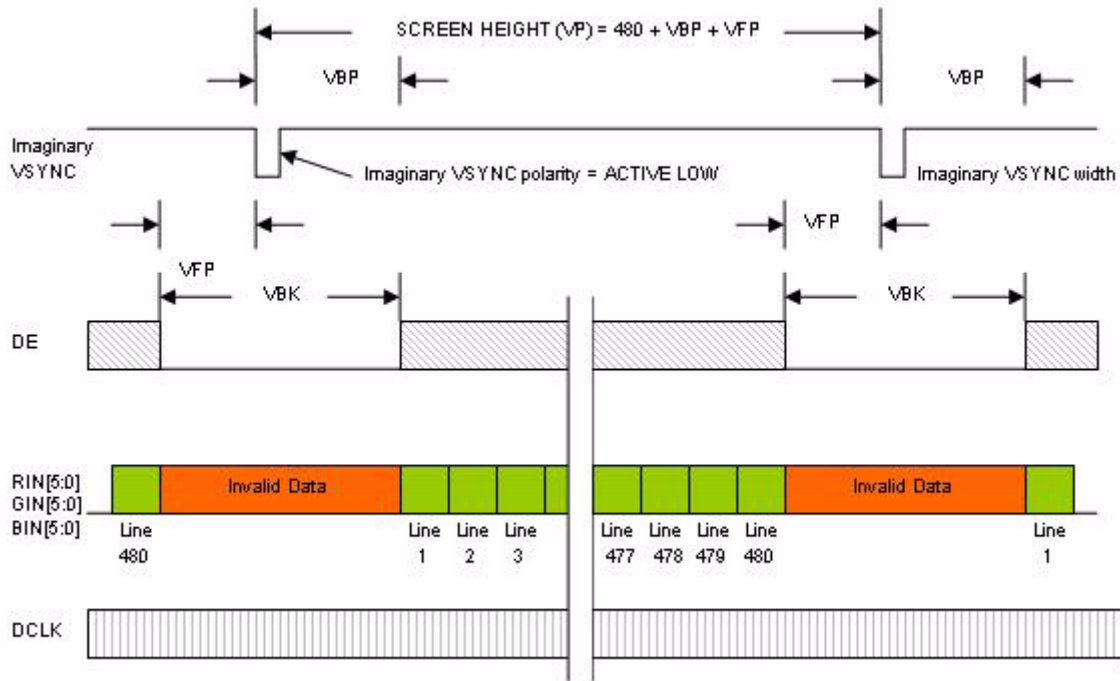 SCREEN HEIGHT (VP) = 480 + VBP + VFP
VBP
VBP
Imaginary
VSYNC
Imaginary VSYNC polarity = ACTIVE LOW
Imaginary VSYNC width
VFP
VFP
VBK
VBK
DE
RIN[5:0]
GIN[5:0]
BIN[5:0]
Invalid Data
Invalid Data
Line
480
Line
1
Line
2
Line
3
Line
477
Line
478
Line
479
Line
480
Line
1
DCLK